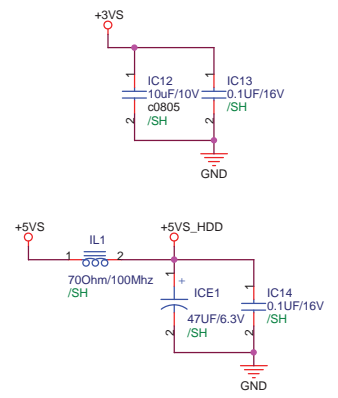 +3VS
1
1
IC12
IC13
10uF/10V
0.1UF/16V
c0805
/SH
/SH
2
2
GND
+5VS
IL1
+5VS_HDD
1
2
70Ohm/100Mhz
/SH
1
+
ICE1
47UF/6.3V
/SH
2
1
IC14
0.1UF/16V
/SH
2
GND